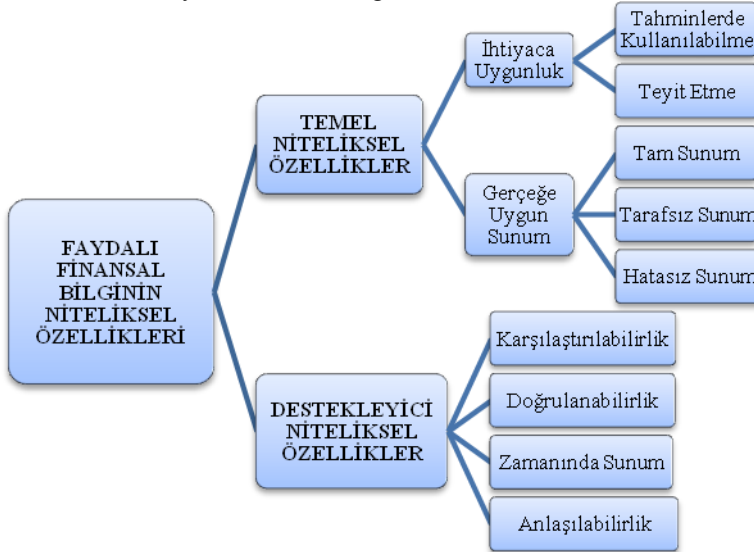 FAYDALI
FİNANSAL
BİLGİNİN
NİTELİKSEL
ÖZELLİKLERİ
TEMEL
NİTELİKSEL
ÖZELLİKLER
İhtiyaca
Uygunluk
Tahminlerde
Kullanılabilme
Teyit Etme
Gerçeğe
Uygun
Sunum
Tam Sunum
Tarafsız Sunum
Hatasız Sunum
DESTEKLEYİCİ
NİTELİKSEL
ÖZELLİKLER
Karşılaştırılabilirlik
Doğrulanabilirlik
Zamanında Sunum
Anlaşılabilirlik